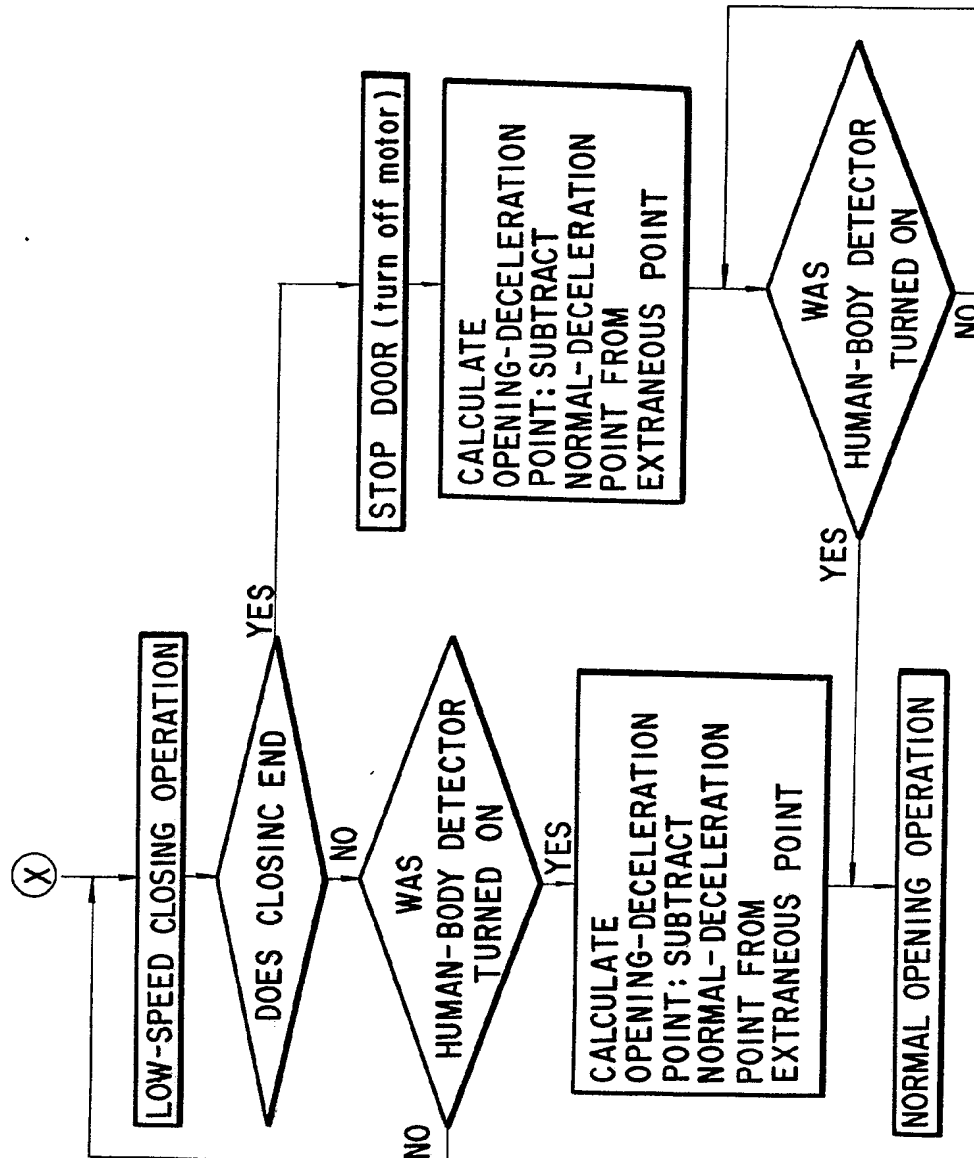 X
LOW-SPEED CLOSING OPERATION
DOES CLOSINC END
YES
NO
WAS
HUMAN-BODY DETECTOR
TURNED ON
NO
YES
CALCULATE
OPENING-DECELERATION
POINT: SUBTRACT
NORMAL-DECELERATION
POINT FROM
EXTRANEOUS POINT
NORMAL OPENING OPERATION
STOP DOOR (turn off motor)
CALCULATE
OPENING-DECELERATION
POINT: SUBTRACT
NORMAL-DECELERATION
POINT FROM
EXTRANEOUS POINT
WAS
HUMAN-BODY DETECTOR
TURNED ON
YES
NO